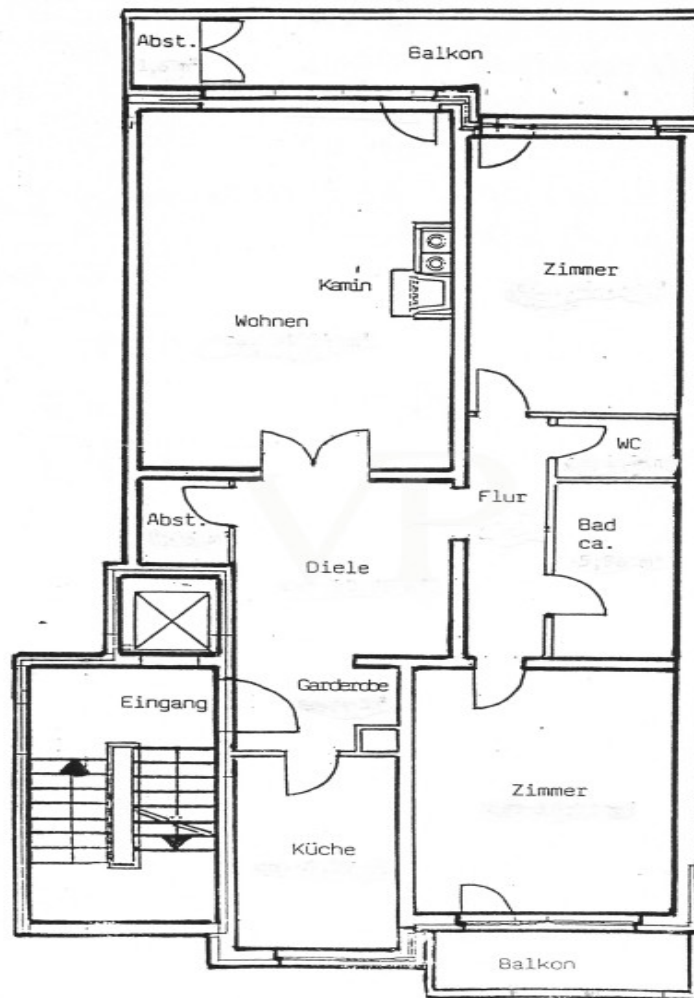 Abst.
Balkon
Zimmer
Kamin
Wohnen
WC
Flur
Abst.
Bad
ca.
Diele
Garderobe
Eingang
Zimmer
Küche
Balkon